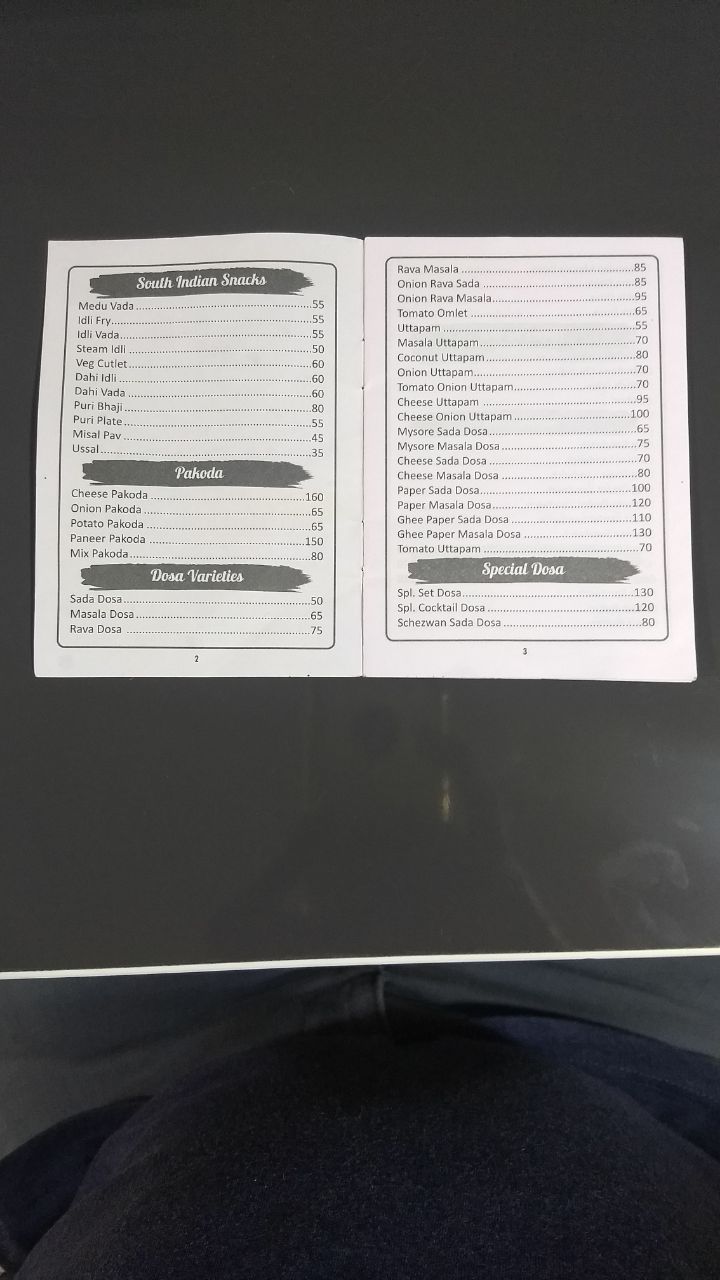 South Indian Snacks
Medu Vada ..... 55
Idli Fry ..... 55
Idli Vada ..... 55
Steam Idli ..... 50
Veg Cutlet ..... 60
Dahi Idli ..... 60
Dahi Vada ..... 60
Puri Bhaji ..... 80
Puri Plate ..... 55
Misal Pav ..... 45
Ussal ..... 35
Pakoda
Cheese Pakoda ..... 160
Onion Pakoda ..... 65
Potato Pakoda ..... 65
Paneer Pakoda ..... 150
Mix Pakoda ..... 80
Dosa Varieties
Sada Dosa ..... 50
Masala Dosa ..... 65
Rava Dosa ..... 75
2
Rava Masala ..... 85
Onion Rava Sada ..... 85
Onion Rava Masala ..... 95
Tomato Omlet ..... 65
Uttapam ..... 55
Masala Uttapam ..... 70
Coconut Uttapam ..... 80
Onion Uttapam ..... 70
Tomato Onion Uttapam ..... 70
Cheese Uttapam ..... 95
Cheese Onion Uttapam ..... 100
Mysore Sada Dosa ..... 65
Mysore Masala Dosa ..... 75
Cheese Sada Dosa ..... 70
Cheese Masala Dosa ..... 80
Paper Sada Dosa ..... 100
Paper Masala Dosa ..... 120
Ghee Paper Sada Dosa ..... 110
Ghee Paper Masala Dosa ..... 130
Tomato Uttapam ..... 70
Special Dosa
Spl. Set Dosa ..... 130
Spl. Cocktail Dosa ..... 120
Schezwan Sada Dosa ..... 80
3